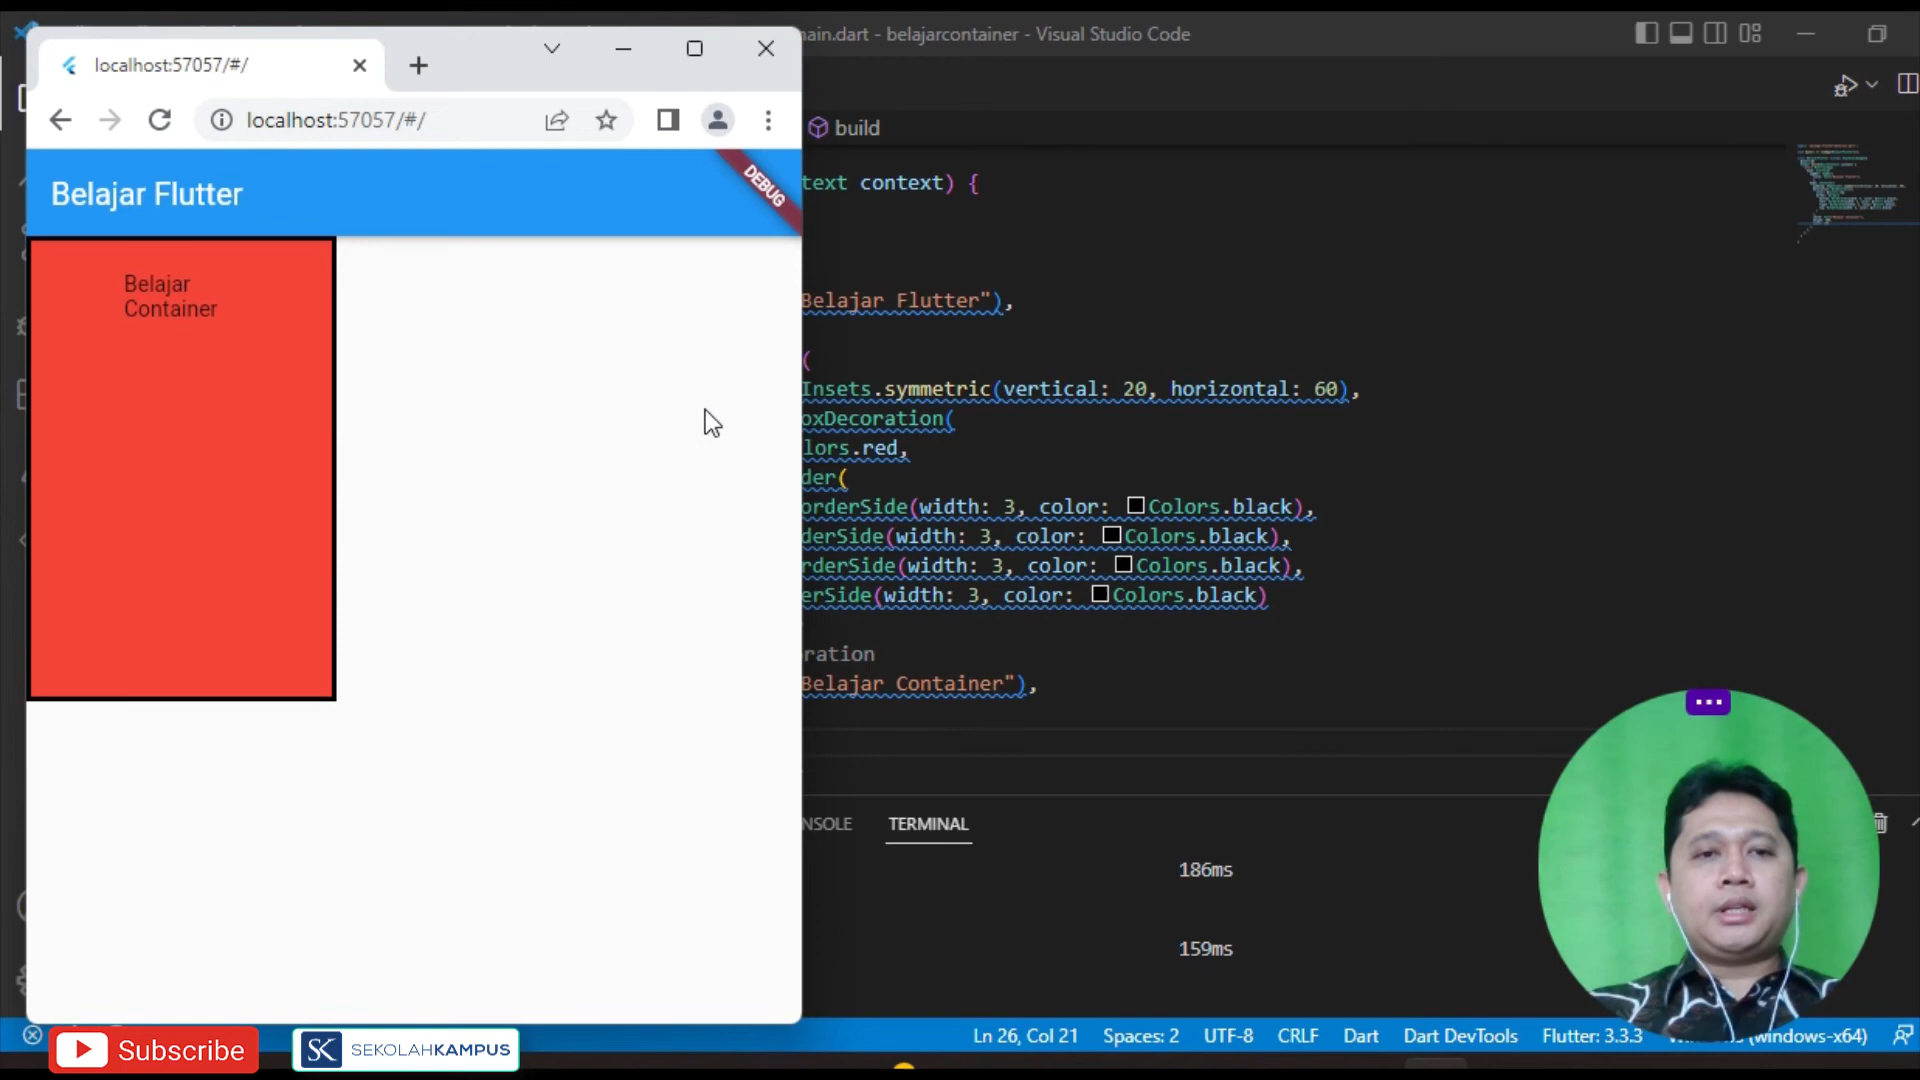 main.dart - belajarcontainer - Visual Studio Code
localhost:57057/#/
localhost:57057/#/
build
Belajar Flutter
DEBUG
text context) {
Belajar Flutter"),
(
Insets.symmetric(vertical: 20, horizontal: 60),
oxDecoration(
lors.red,
der(
orderSide(width: 3, color: Colors.black),
derSide(width: 3, color: Colors.black),
rderSide(width: 3, color: Colors.black),
erSide(width: 3, color: Colors.black)
ration
Belajar Container"),
Belajar
Container
NSOLE TERMINAL
186ms
159ms
Ln 26, Col 21 Spaces: 2 UTF-8 CRLF Dart Dart DevTools Flutter: 3.3.3 (windows-x64)
Subscribe
SK SEKOLAHKAMPUS